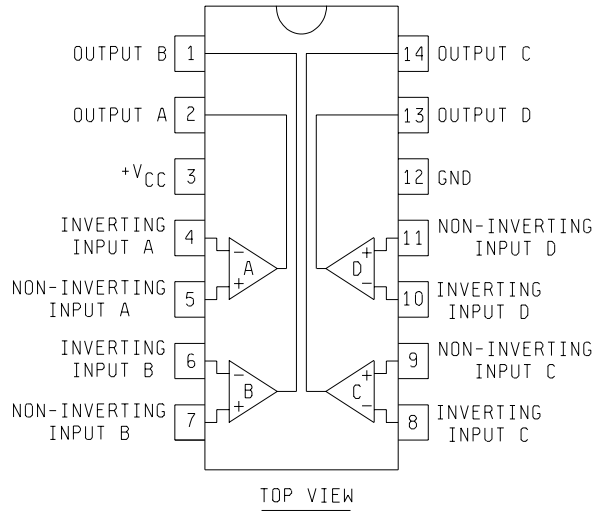 OUTPUT B 1
14 OUTPUT C
OUTPUT A 2
13 OUTPUT D
+VCC 3
12 GND
INVERTING
INPUT A
4
11
NON-INVERTING
INPUT D
- A +
+ D -
NON-INVERTING
INPUT A
5
10
INVERTING
INPUT D
INVERTING
INPUT B
6
9
NON-INVERTING
INPUT C
- B +
+ C -
NON-INVERTING
INPUT B
7
8
INVERTING
INPUT C
TOP VIEW